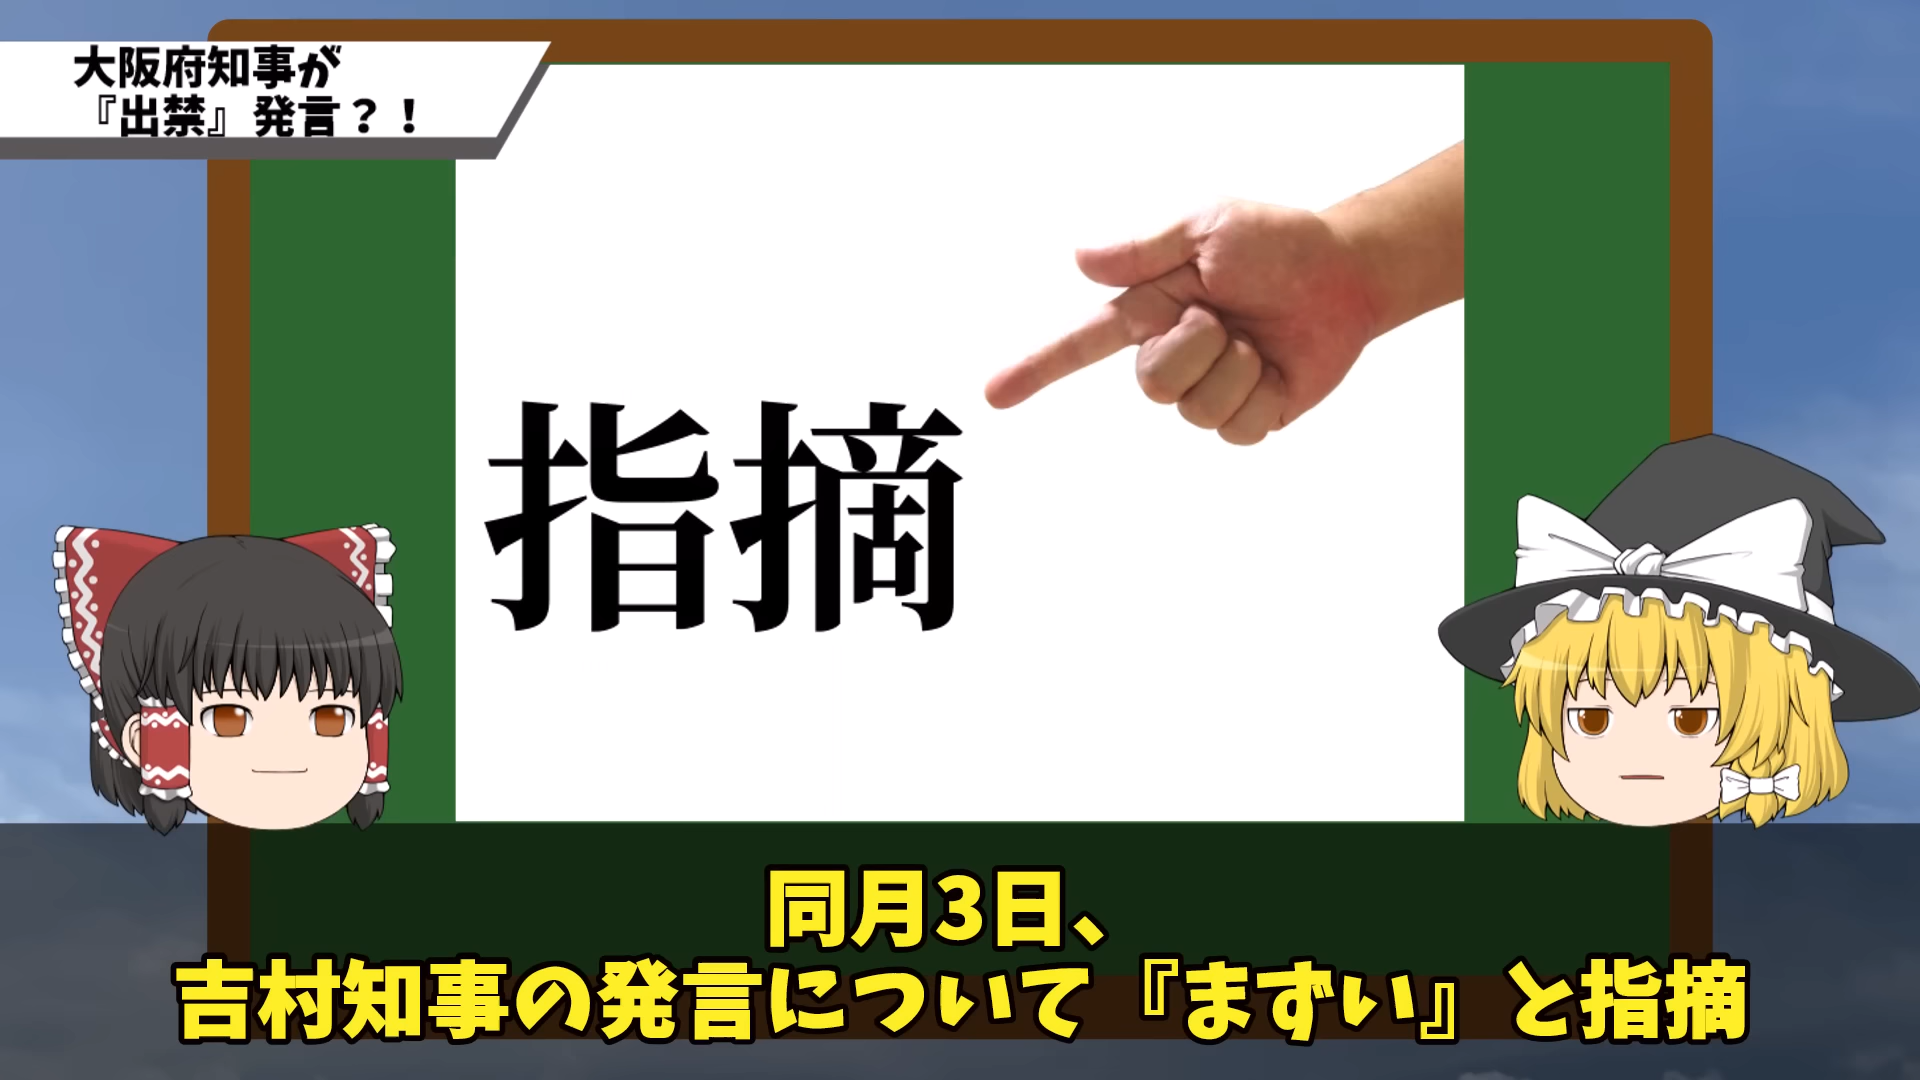 大阪府知事が
『出禁』発言？！
指摘
同月3日、
吉村知事の発言について『まずい』と指摘